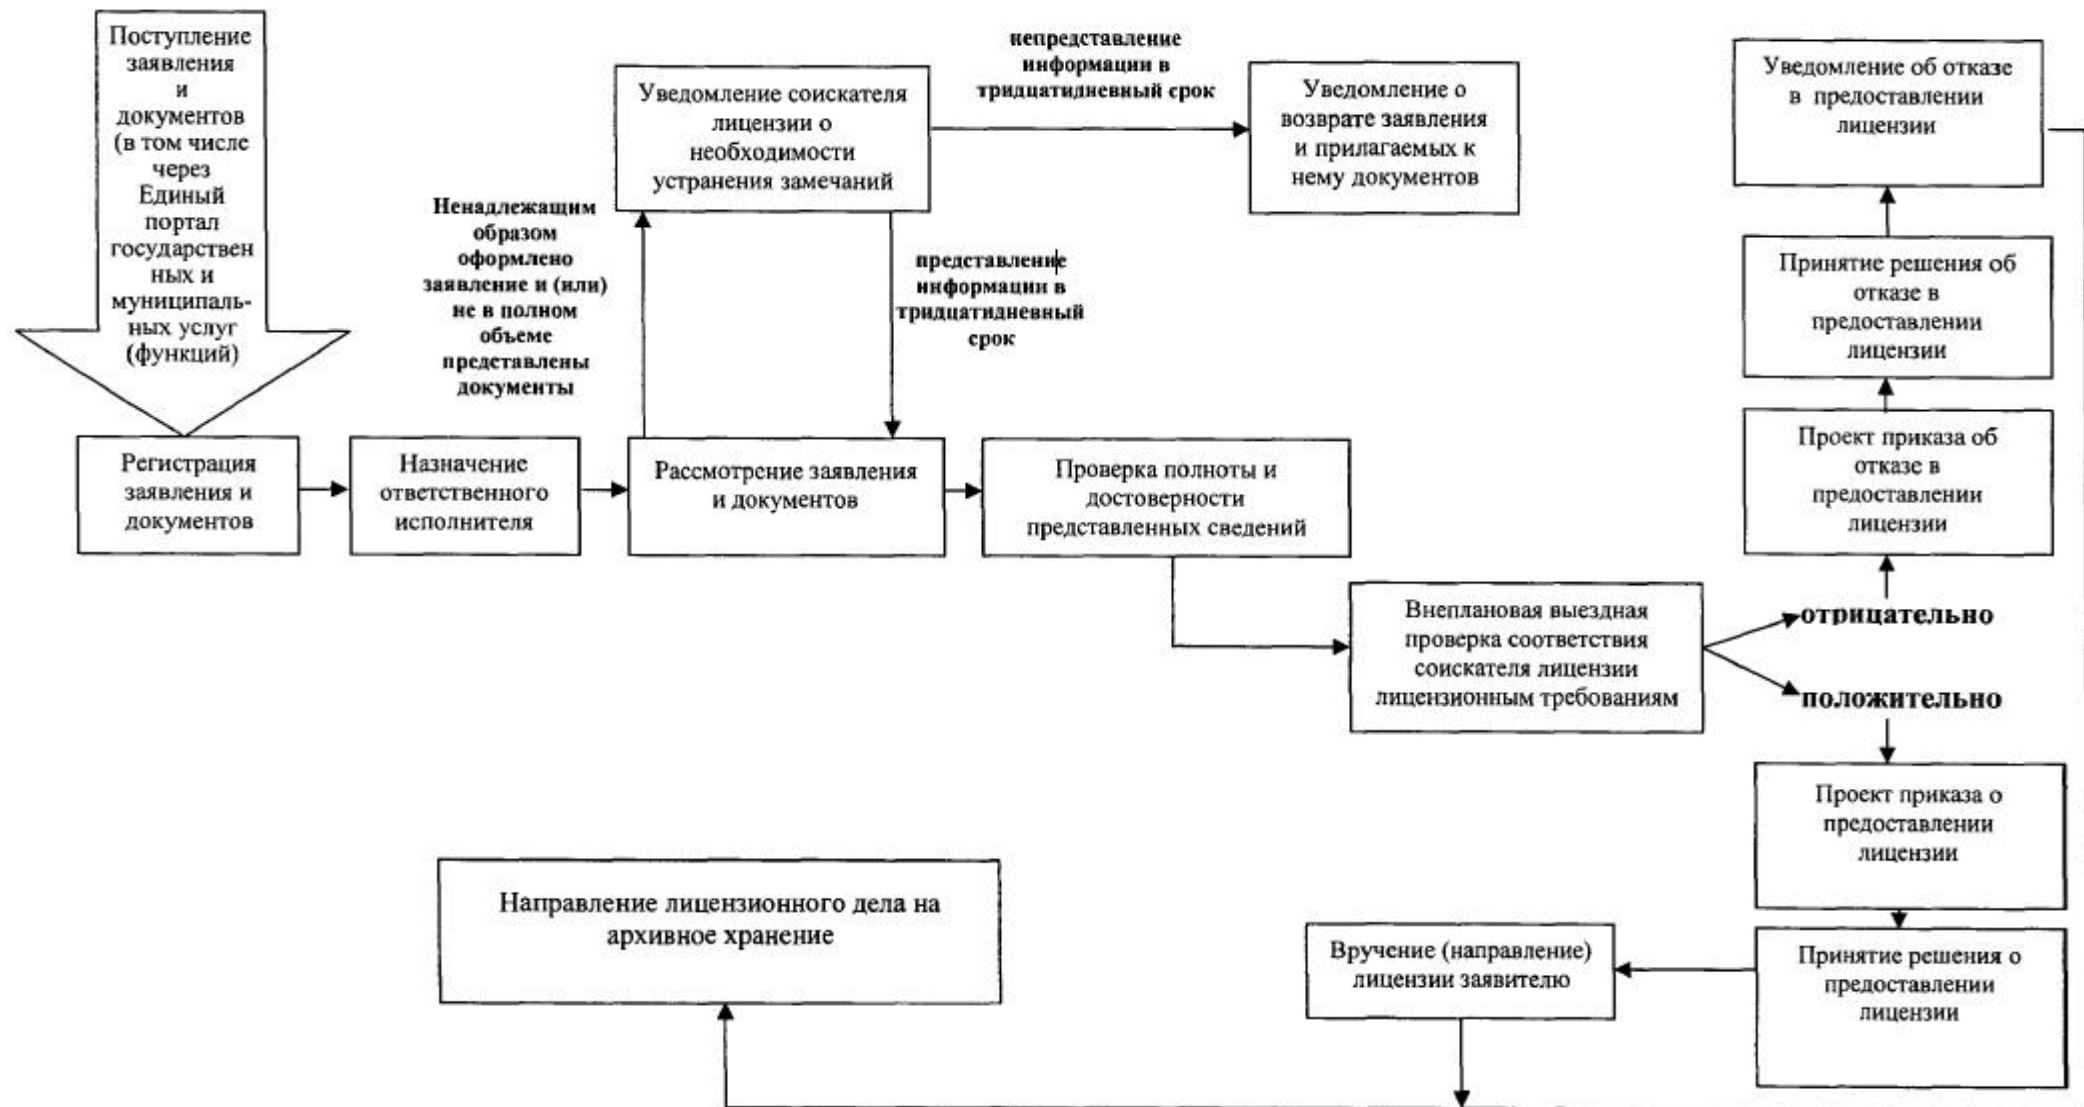 Поступление
заявления
и
документов
(в том числе
через
Единый
портал
государствен
ных и
муниципаль-
ных услуг
(функций)
Регистрация
заявления и
документов
Назначение
ответственного
исполнителя
Ненадлежащим
образом
оформлено
заявление и (или)
не в полном
объеме
представлены
документы
Уведомление соискателя
лицензии о
необходимости
устранения замечаний
непредставление
информации в
тридцатидневный срок
Уведомление о
возврате заявления
и прилагаемых к
нему документов
представление
информации в
тридцатидневный
срок
Рассмотрение заявления
и документов
Проверка полноты и
достоверности
представленных сведений
Внеплановая выездная
проверка соответствия
соискателя лицензии
лицензионным требованиям
Уведомление об отказе
в предоставлении
лицензии
Принятие решения об
отказе в
предоставлении
лицензии
Проект приказа об
отказе в
предоставлении
лицензии
отрицательно
положительно
Проект приказа о
предоставлении
лицензии
Принятие решения о
предоставлении
лицензии
Вручение (направление)
лицензии заявителю
Направление лицензионного дела на
архивное хранение